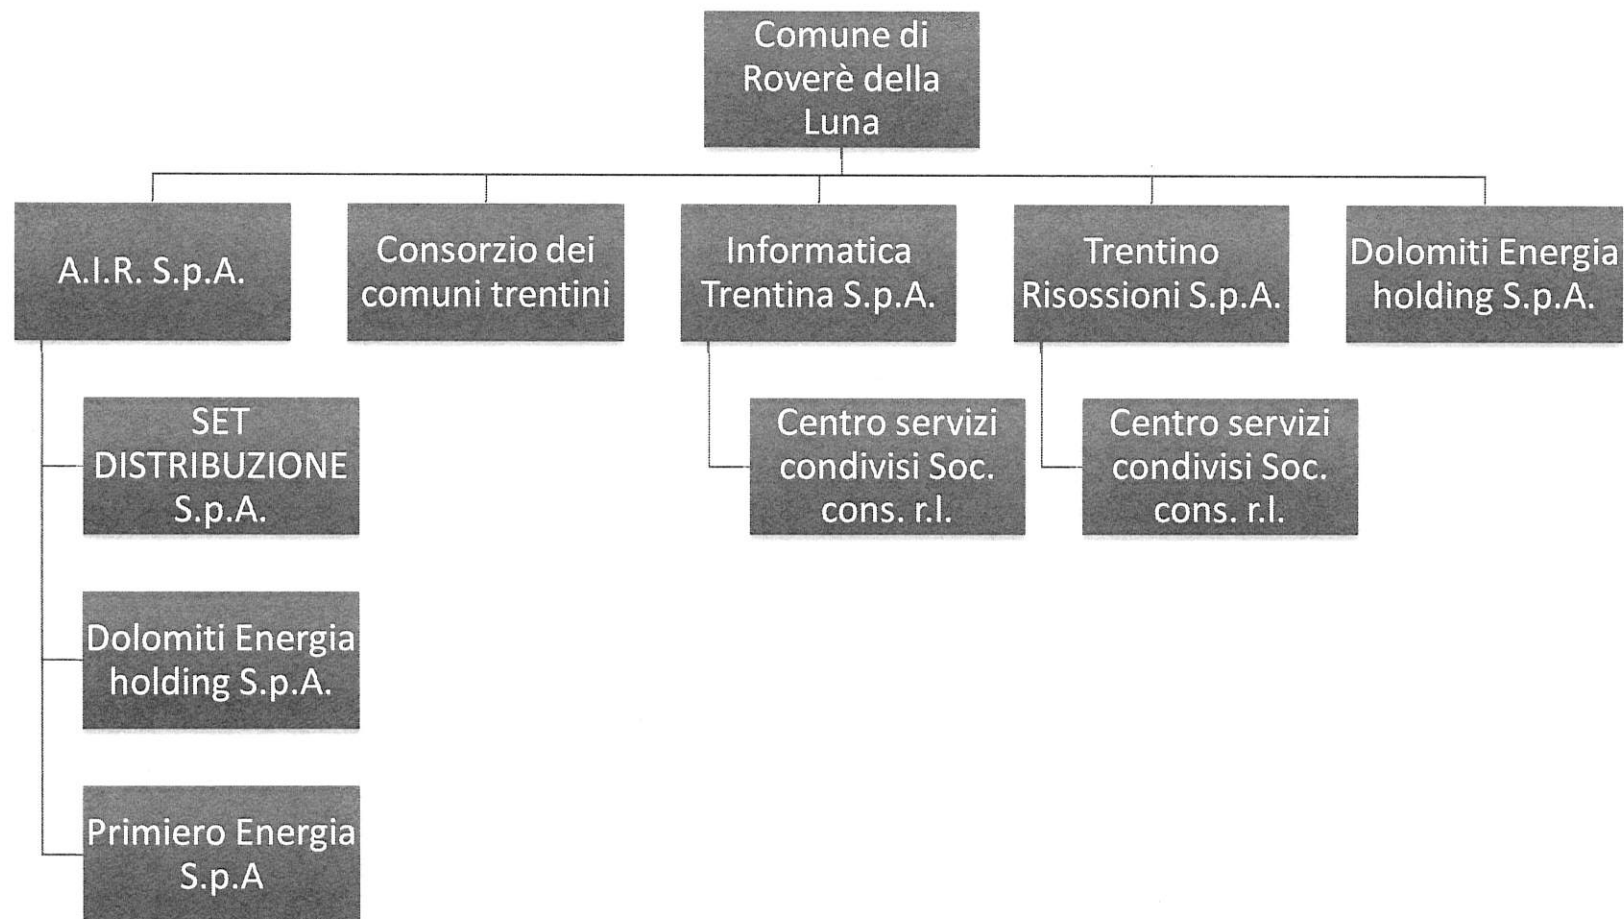 Comune di
Roverè della
Luna
A.I.R. S.p.A.
Consorzio dei
comuni trentini
Informatica
Trentina S.p.A.
Trentino
Risossioni S.p.A.
Dolomiti Energia
holding S.p.A.
SET
DISTRIBUZIONE
S.p.A.
Centro servizi
condivisi Soc.
cons. r.l.
Centro servizi
condivisi Soc.
cons. r.l.
Dolomiti Energia
holding S.p.A.
Primiero Energia
S.p.A